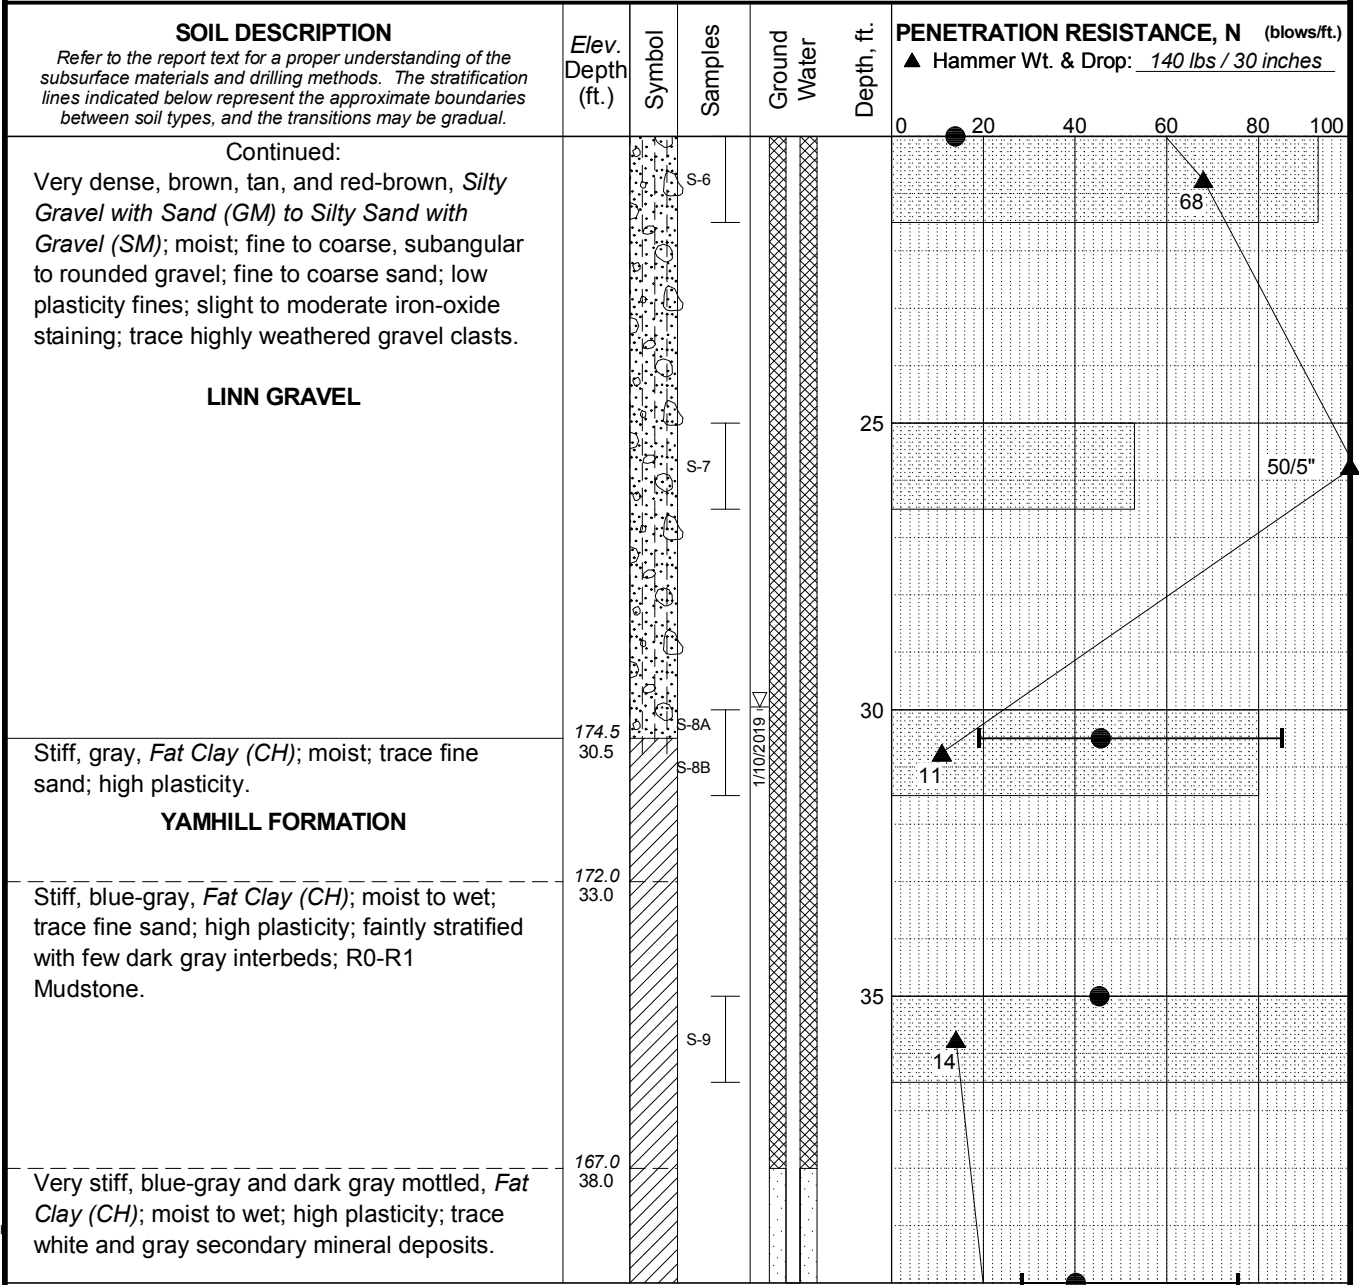 SOIL DESCRIPTION
Refer to the report text for a proper understanding of the
subsurface materials and drilling methods. The stratification
lines indicated below represent the approximate boundaries
between soil types, and the transitions may be gradual.
Elev.
Depth
(ft.)
Symbol
Samples
Ground
Water
Depth, ft.
PENETRATION RESISTANCE, N (blows/ft.)
▲ Hammer Wt. & Drop: 140 lbs / 30 inches
0 20 40 60 80 100
Continued:
Very dense, brown, tan, and red-brown, Silty
Gravel with Sand (GM) to Silty Sand with
Gravel (SM); moist; fine to coarse, subangular
to rounded gravel; fine to coarse sand; low
plasticity fines; slight to moderate iron-oxide
staining; trace highly weathered gravel clasts.
LINN GRAVEL
S-6
68
25
S-7
50/5"
30
1/10/2019
S-8A
174.5
30.5
Stiff, gray, Fat Clay (CH); moist; trace fine
sand; high plasticity.
YAMHILL FORMATION
S-8B
11
172.0
33.0
Stiff, blue-gray, Fat Clay (CH); moist to wet;
trace fine sand; high plasticity; faintly stratified
with few dark gray interbeds; R0-R1
Mudstone.
35
S-9
14
167.0
38.0
Very stiff, blue-gray and dark gray mottled, Fat
Clay (CH); moist to wet; high plasticity; trace
white and gray secondary mineral deposits.